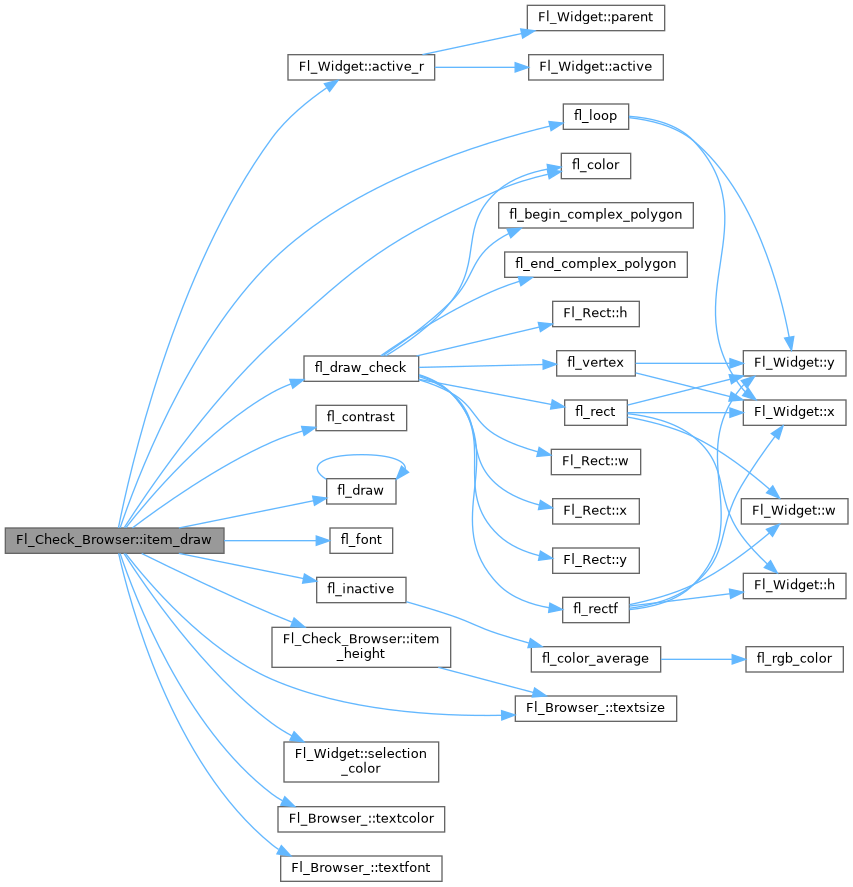 Fl_Widget::parent
Fl_Widget::active_r
Fl_Widget::active
fl_loop
fl_color
fl_begin_complex_polygon
fl_end_complex_polygon
Fl_Rect::h
fl_draw_check
fl_vertex
Fl_Widget::y
fl_rect
Fl_Widget::x
fl_contrast
Fl_Rect::w
fl_draw
Fl_Rect::x
Fl_Widget::w
Fl_Check_Browser::item_draw
fl_font
Fl_Rect::y
fl_inactive
Fl_Widget::h
fl_rectf
Fl_Check_Browser::item
_height
fl_color_average
fl_rgb_color
Fl_Browser_::textsize
Fl_Widget::selection
_color
Fl_Browser_::textcolor
Fl_Browser_::textfont